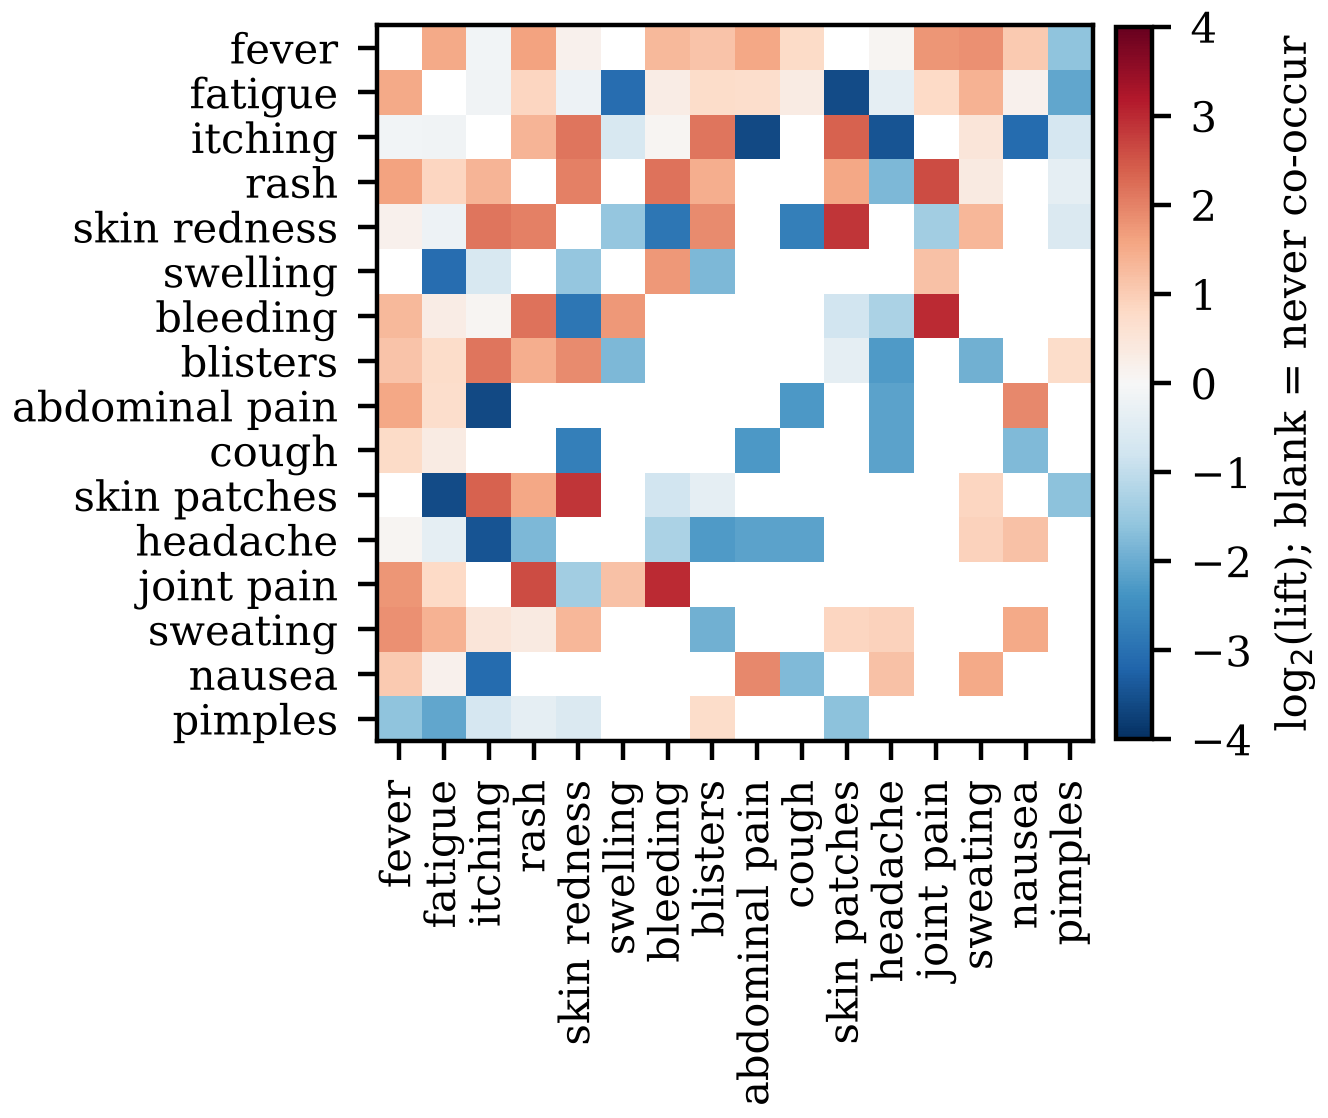 fever
fatigue
itching
rash
skin redness
swelling
bleeding
blisters
abdominal pain
cough
skin patches
headache
joint pain
sweating
nausea
pimples
fever
fatigue
itching
rash
skin redness
swelling
bleeding
blisters
abdominal pain
cough
skin patches
headache
joint pain
sweating
nausea
pimples
4
3
2
1
0
−1
−2
−3
−4
log₂(lift); blank = never co-occur